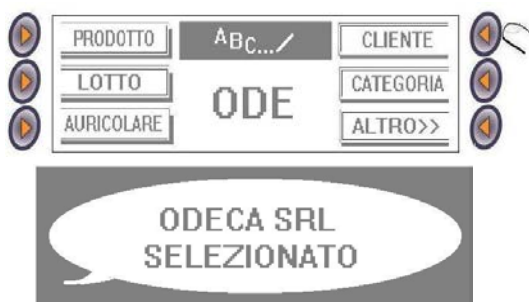 PRODOTTO
ABC.../
CLIENTE
LOTTO
ODE
CATEGORIA
AURICOLARE
ALTRO>>
ODECA SRL
SELEZIONATO